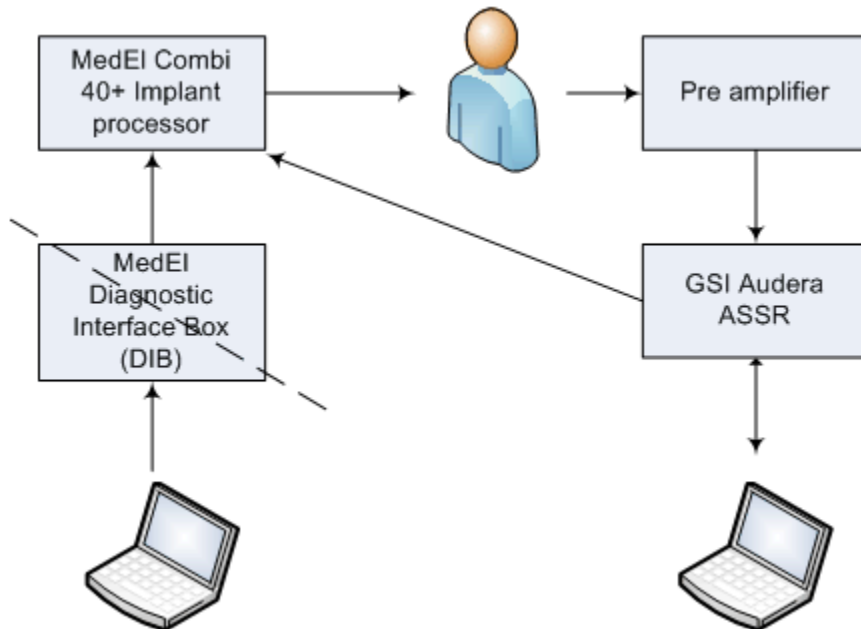 MedEl Combi
40+ Implant
processor
Pre amplifier
MedEl
Diagnostic
Interface Box
(DIB)
GSI Audera
ASSR